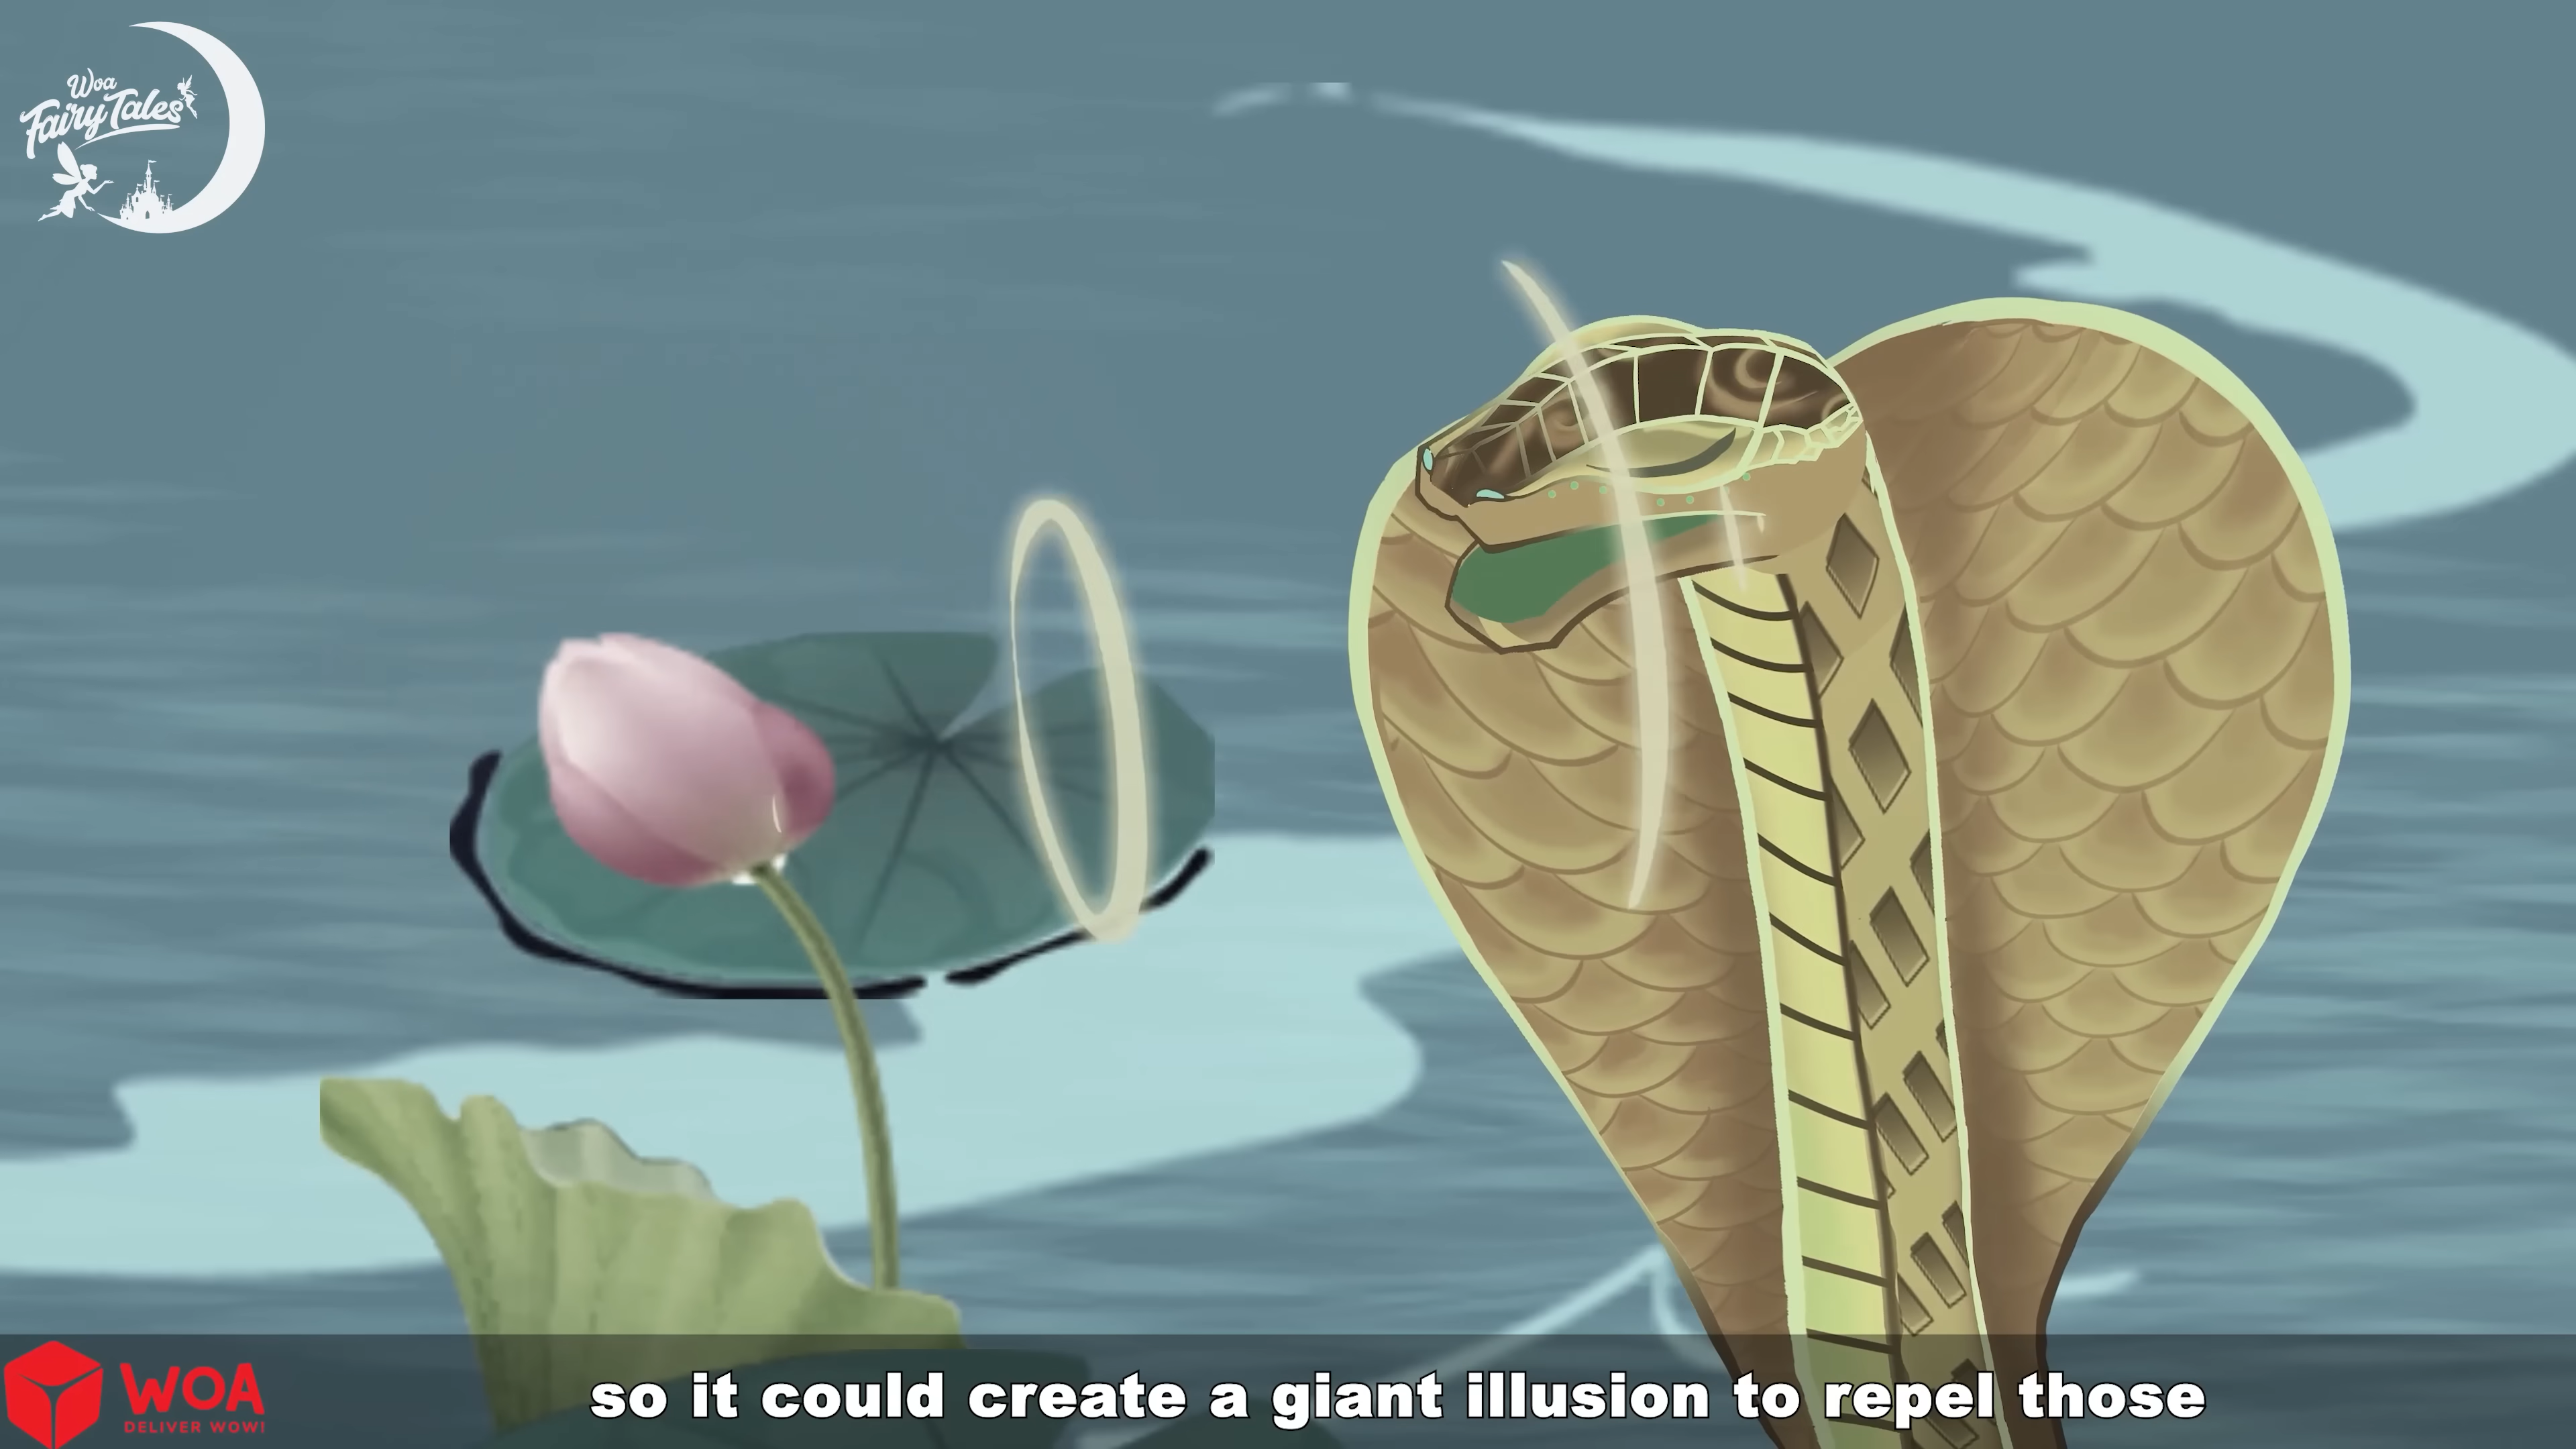 Woa
Fairy Tales
WOA
DELIVER WOW!
so it could create a giant illusion to repel those